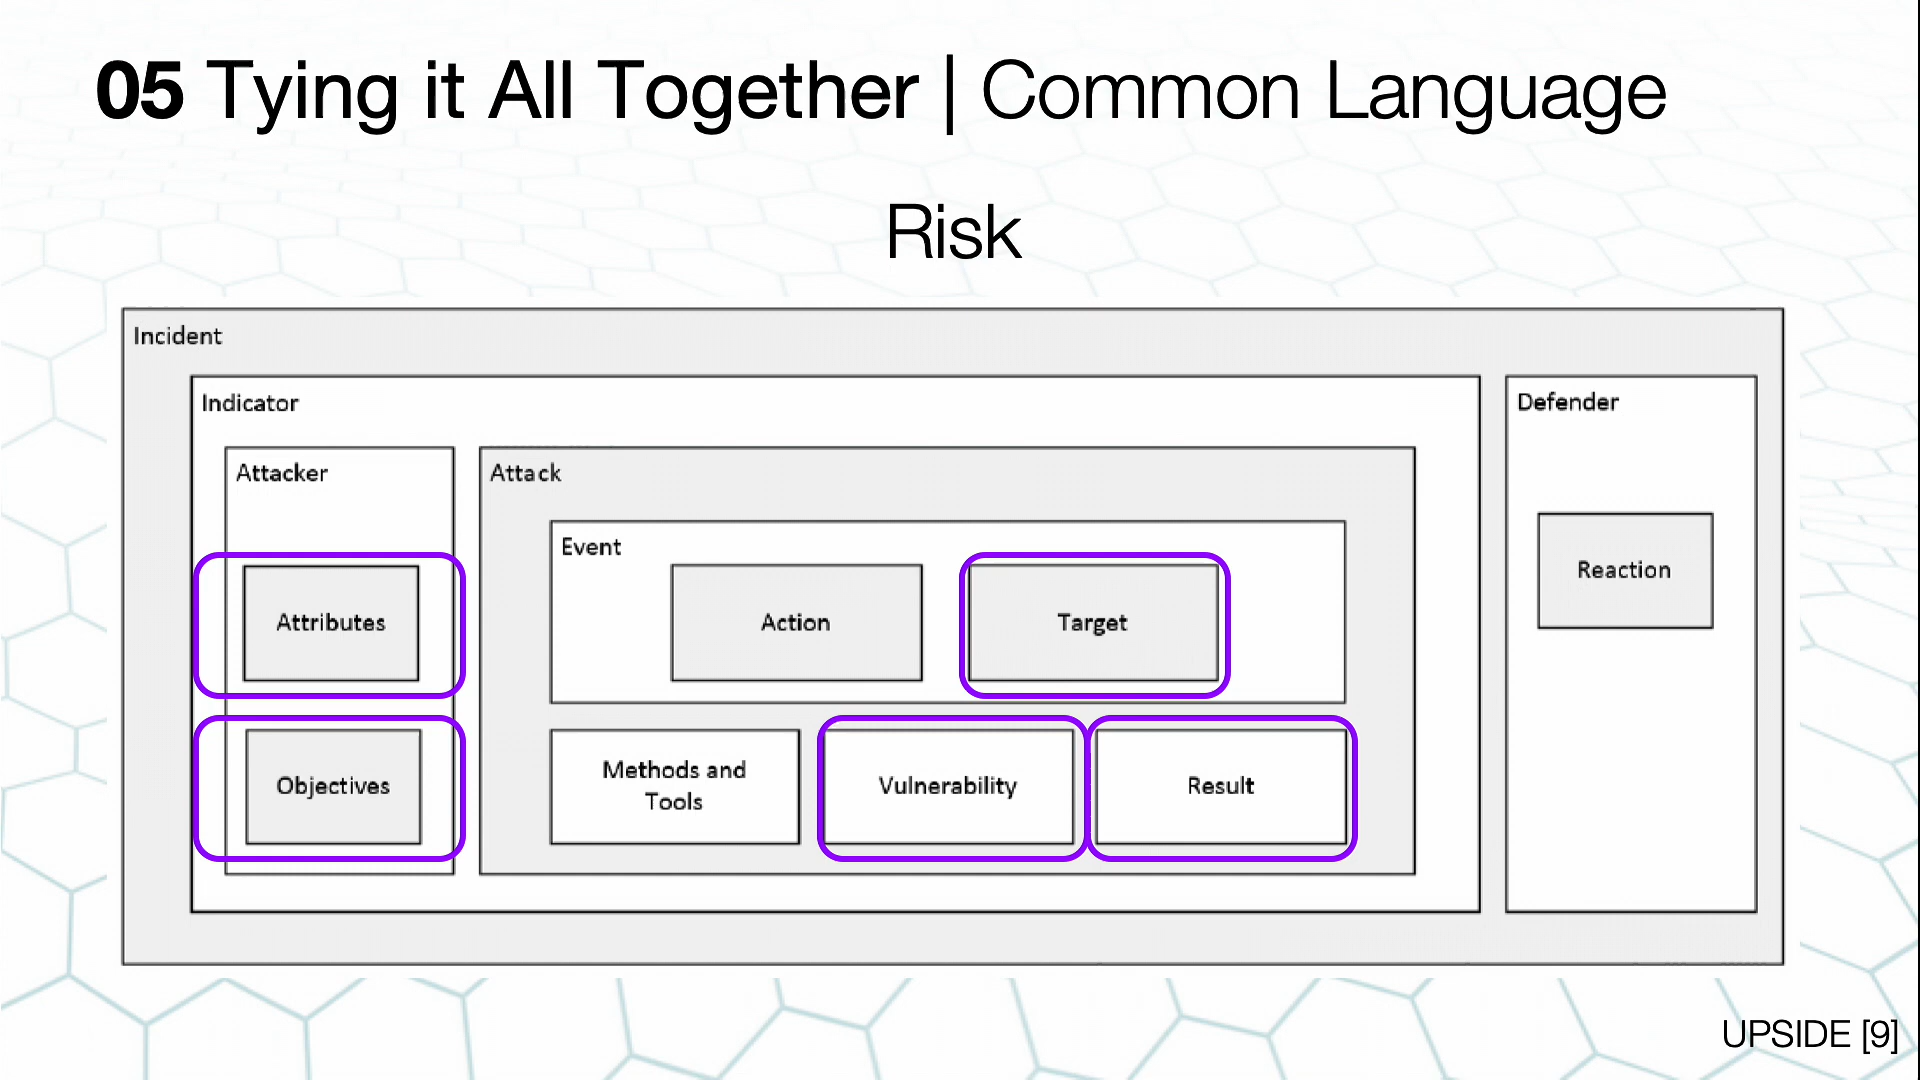 05 Tying it All Together | Common Language
Risk
Incident
Indicator
Defender
Attacker
Attack
Event
Attributes
Action
Target
Reaction
Objectives
Methods and
Tools
Vulnerability
Result
UPSIDE [9]